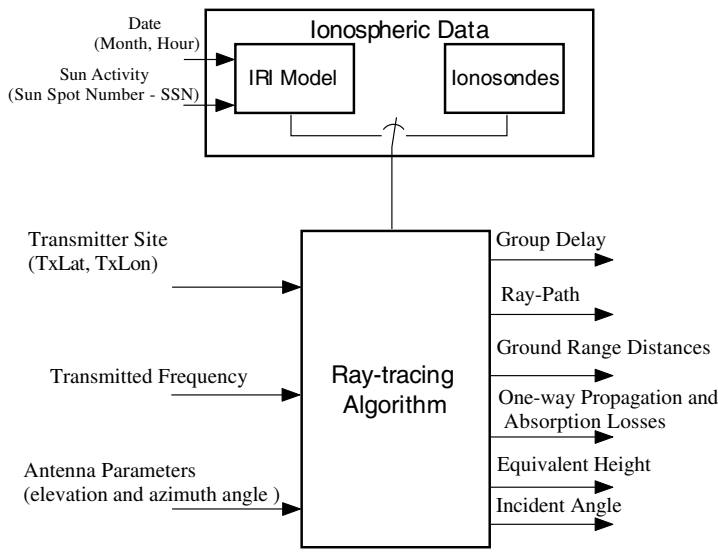 Date
(Month, Hour)
Sun Activity
(Sun Spot Number - SSN)
Ionospheric Data
IRI Model
Ionosondes
Transmitter Site
(TxLat, TxLon)
Transmitted Frequency
Antenna Parameters
(elevation and azimuth angle )
Ray-tracing
Algorithm
Group Delay
Ray-Path
Ground Range Distances
One-way Propagation and
Absorption Losses
Equivalent Height
Incident Angle